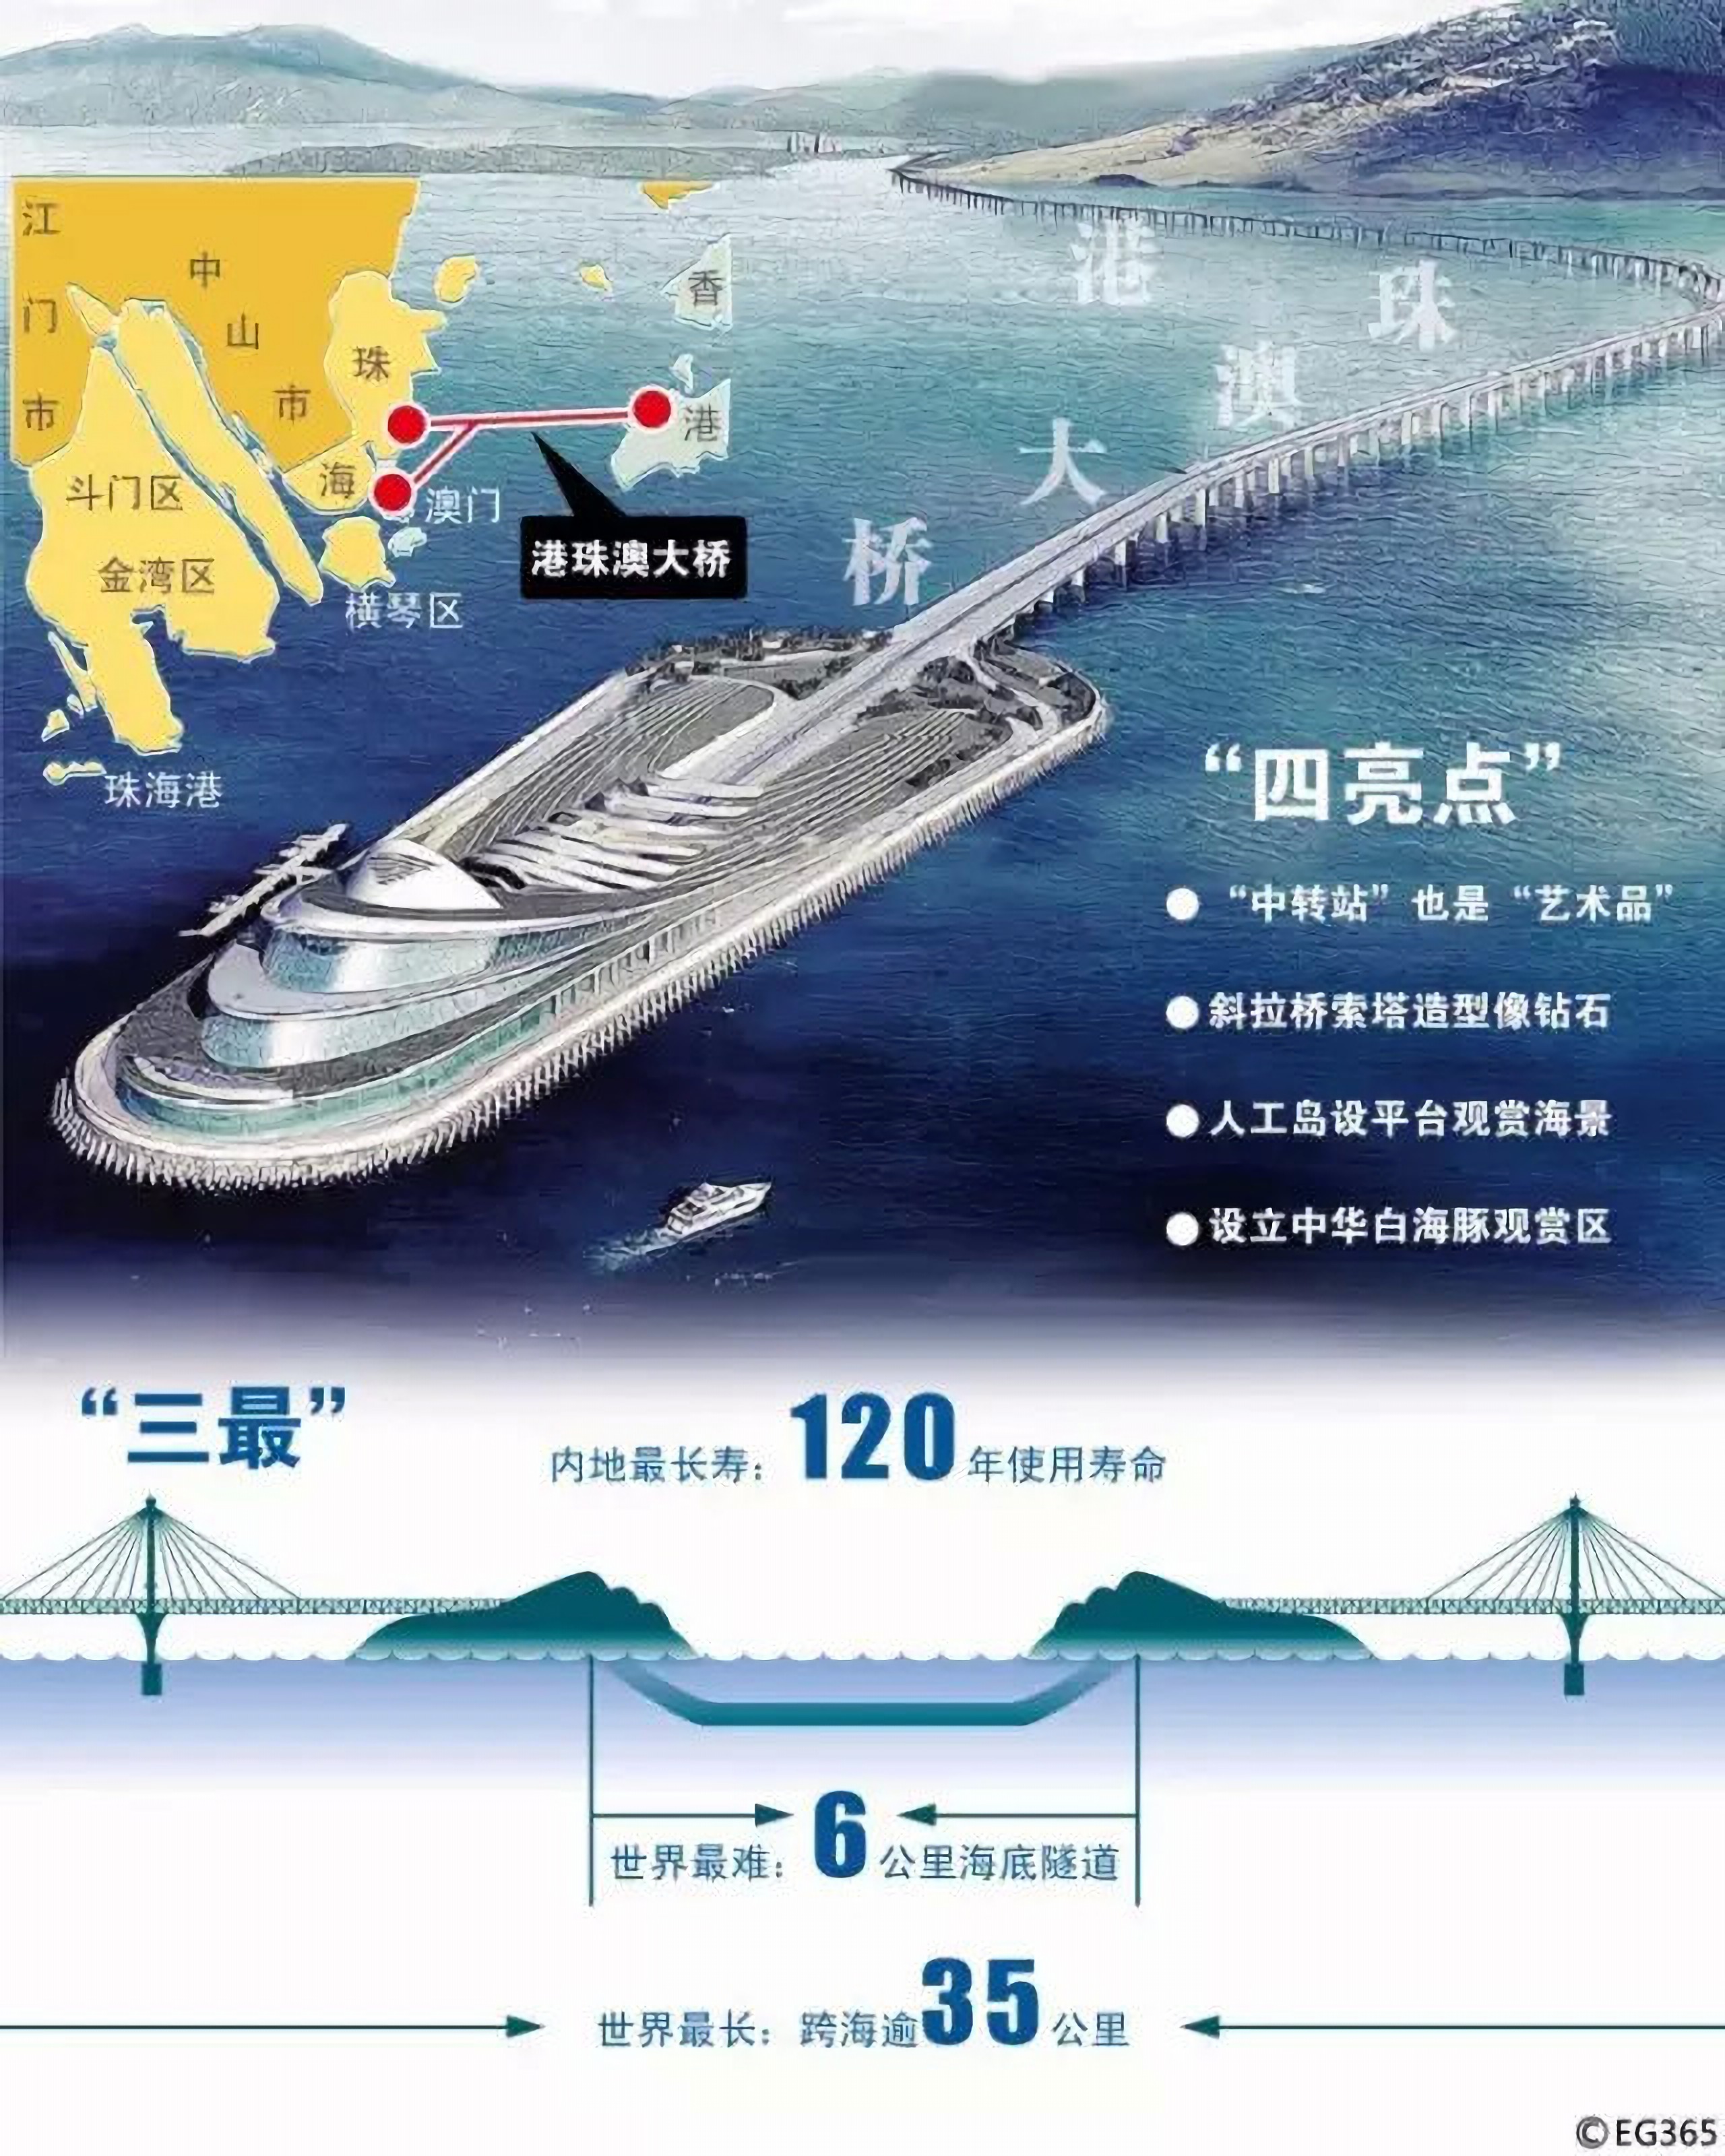 港珠澳大桥
江门市
中山市
珠海
香港
斗门区
金湾区
澳门
横琴区
珠海港
港珠澳大桥
“四亮点”
“中转站”也是“艺术品”
斜拉桥索塔造型像钻石
人工岛设平台观赏海景
设立中华白海豚观赏区
“三最”
内地最长寿：120年使用寿命
世界最难：6公里海底隧道
世界最长：跨海逾35公里
©EG365